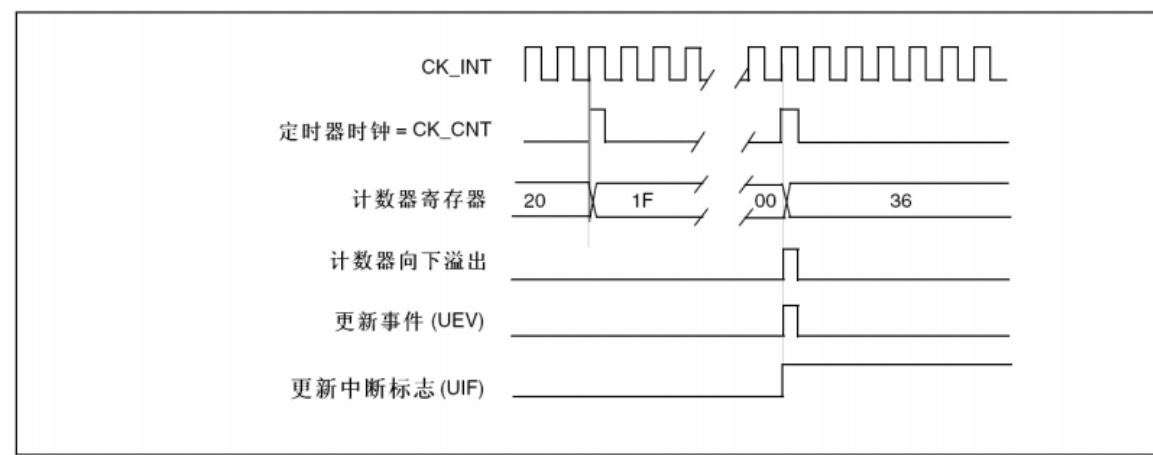 CK_INT
定时器时钟 = CK_CNT
计数器寄存器 20 1F 00 36
计数器向下溢出
更新事件 (UEV)
更新中断标志 (UIF)